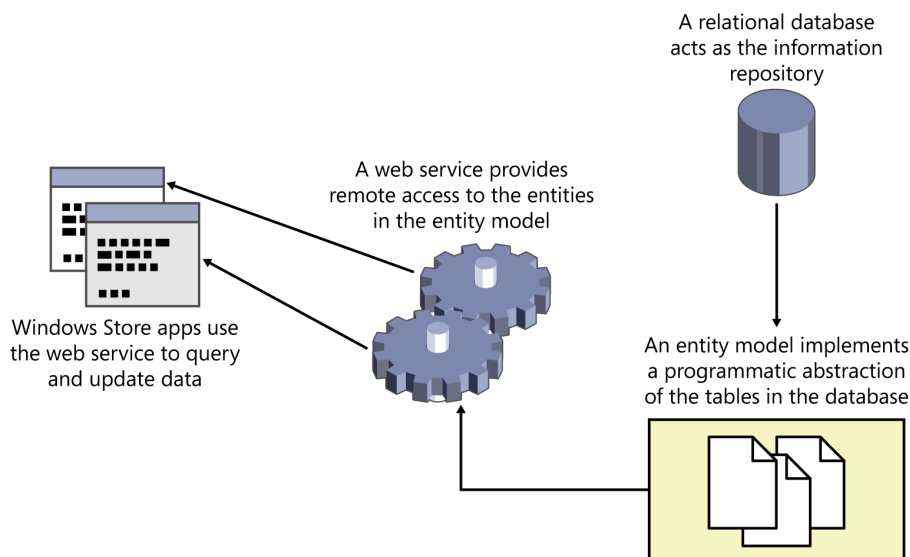 A relational database
acts as the information
repository
A web service provides
remote access to the entities
in the entity model
Windows Store apps use
the web service to query
and update data
An entity model implements
a programmatic abstraction
of the tables in the database